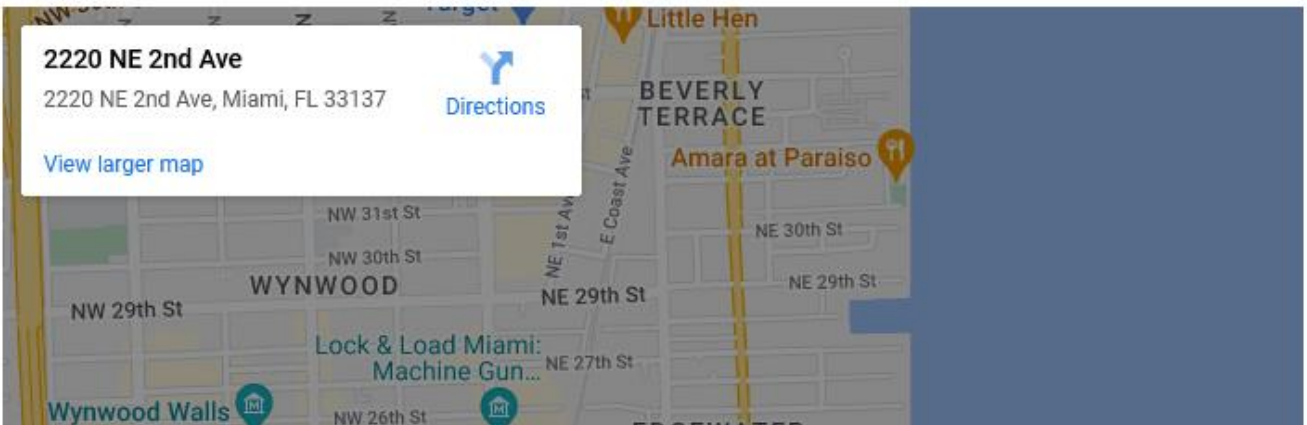 Target
Little Hen
2220 NE 2nd Ave
2220 NE 2nd Ave, Miami, FL 33137
Directions
View larger map
BEVERLY
TERRACE
Amara at Paraiso
NW 31st St
NE 1st Ave
E Coast Ave
NE 30th St
NW 30th St
WYNWOOD
NE 29th St
NW 29th St
NE 29th St
Lock & Load Miami:
Machine Gun...
NE 27th St
Wynwood Walls
NW 26th St
EDGEWATER